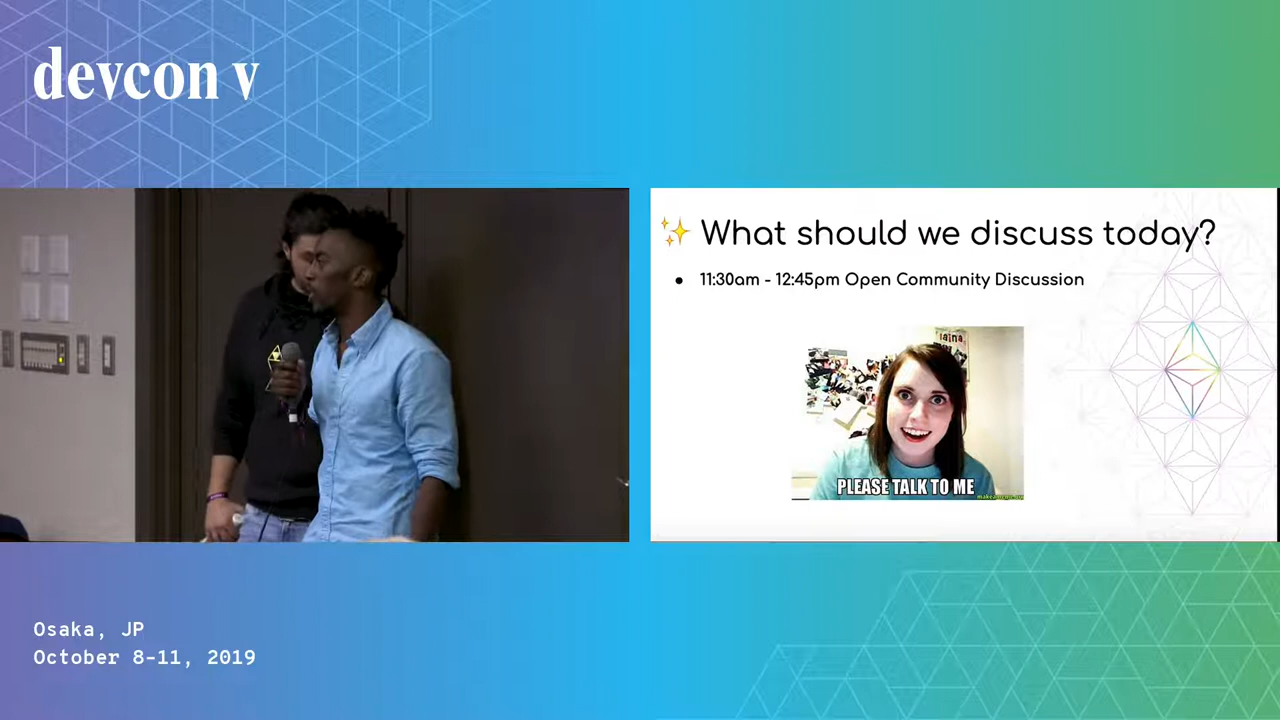 devcon v
✨ What should we discuss today?
● 11:30am - 12:45pm Open Community Discussion
laina
PLEASE TALK TO ME
Osaka, JP
October 8-11, 2019